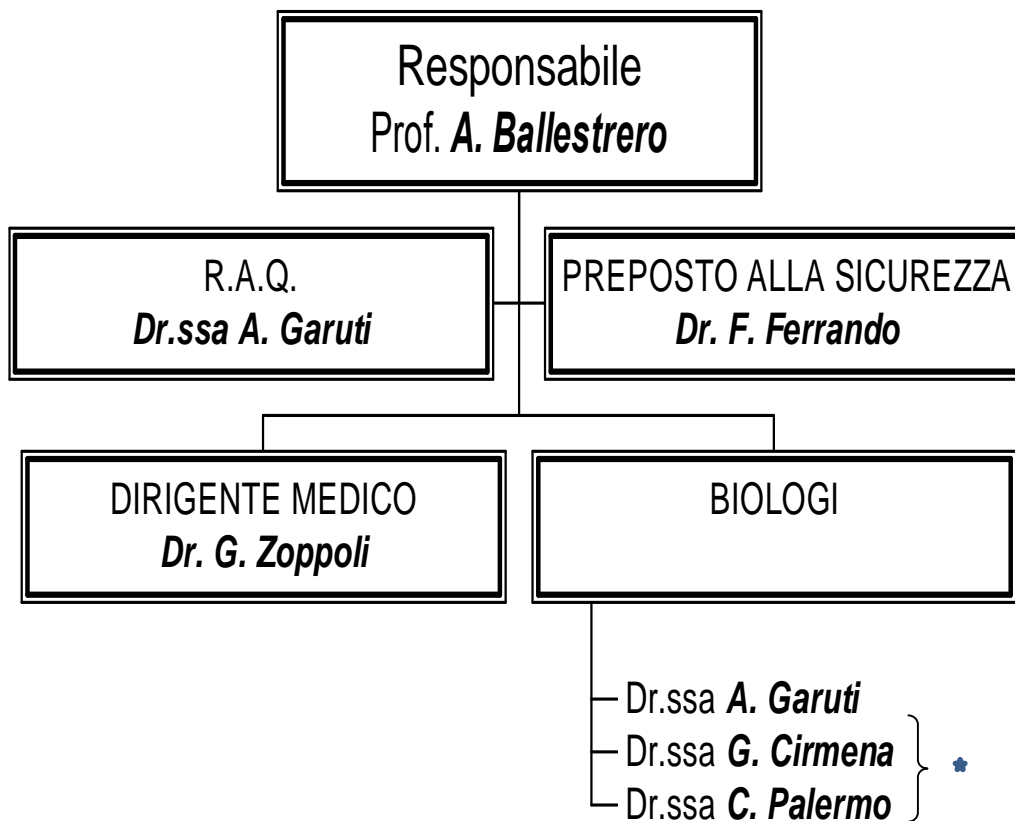 Responsabile
Prof. A. Ballestrero
R.A.Q.
Dr.ssa A. Garuti
PREPOSTO ALLA SICUREZZA
Dr. F. Ferrando
DIRIGENTE MEDICO
Dr. G. Zoppoli
BIOLOGI
Dr.ssa A. Garuti
Dr.ssa G. Cirmena
Dr.ssa C. Palermo